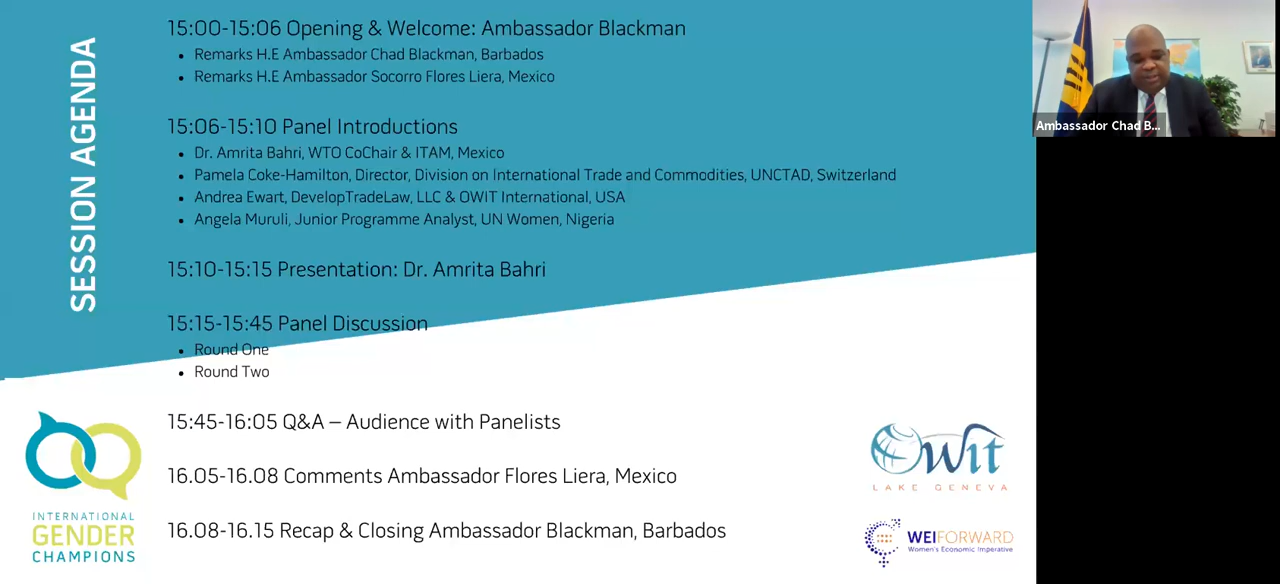 SESSION AGENDA
15:00-15:06 Opening & Welcome: Ambassador Blackman
• Remarks H.E Ambassador Chad Blackman, Barbados
• Remarks H.E Ambassador Socorro Flores Liera, Mexico
15:06-15:10 Panel Introductions
• Dr. Amrita Bahri, WTO CoChair & ITAM, Mexico
• Pamela Coke-Hamilton, Director, Division on International Trade and Commodities, UNCTAD, Switzerland
• Andrea Ewart, DevelopTradeLaw, LLC & OWIT International, USA
• Angela Muruli, Junior Programme Analyst, UN Women, Nigeria
15:10-15:15 Presentation: Dr. Amrita Bahri
15:15-15:45 Panel Discussion
• Round One
• Round Two
15:45-16:05 Q&A – Audience with Panelists
16.05-16.08 Comments Ambassador Flores Liera, Mexico
16.08-16.15 Recap & Closing Ambassador Blackman, Barbados
INTERNATIONAL
GENDER
CHAMPIONS
OWit
LAKE GENEVA
WEIFORWARD
Women's Economic Imperative
Ambassador Chad B...